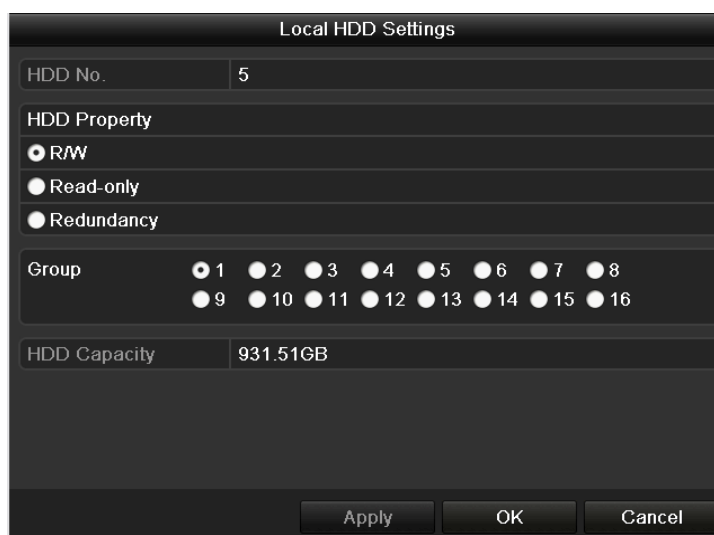 Local HDD Settings
HDD No. 5
HDD Property
R/W
Read-only
Redundancy
Group 1 2 3 4 5 6 7 8
9 10 11 12 13 14 15 16
HDD Capacity 931.51GB
Apply OK Cancel